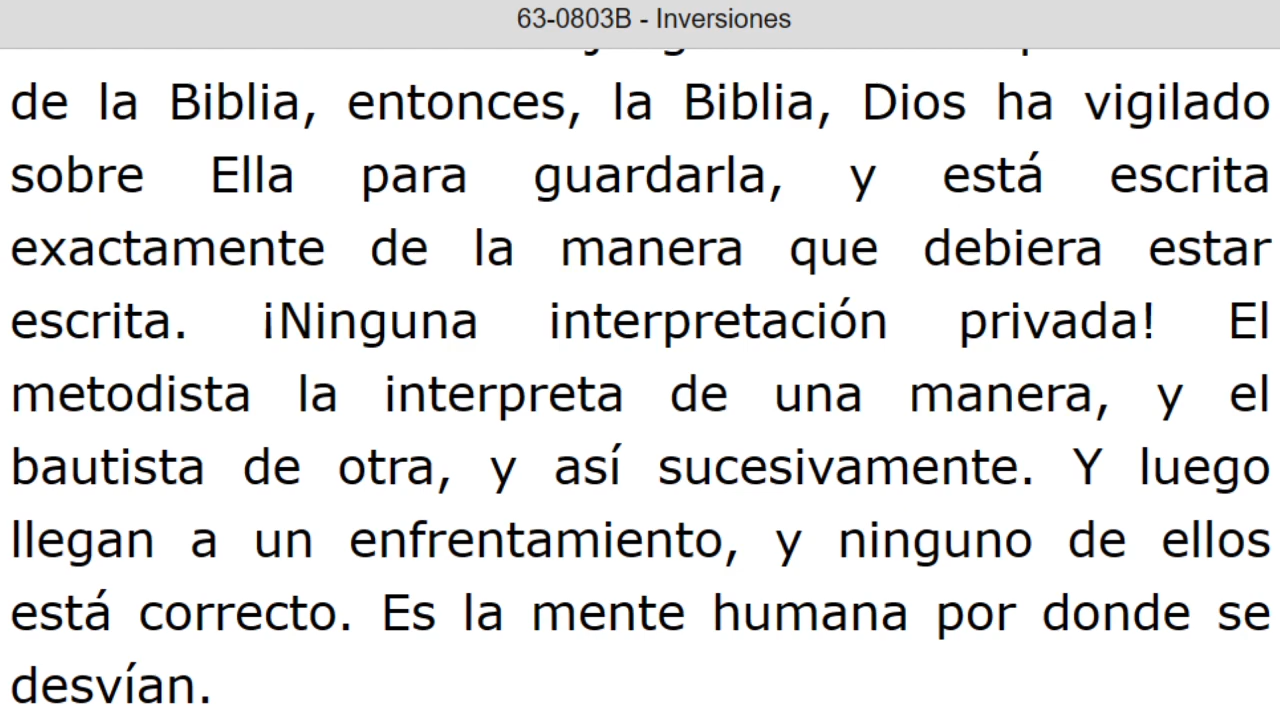 63-0803B - Inversiones
de la Biblia, entonces, la Biblia, Dios ha vigilado
sobre Ella para guardarla, y está escrita
exactamente de la manera que debiera estar
escrita. ¡Ninguna interpretación privada! El
metodista la interpreta de una manera, y el
bautista de otra, y así sucesivamente. Y luego
llegan a un enfrentamiento, y ninguno de ellos
está correcto. Es la mente humana por donde se
desvían.